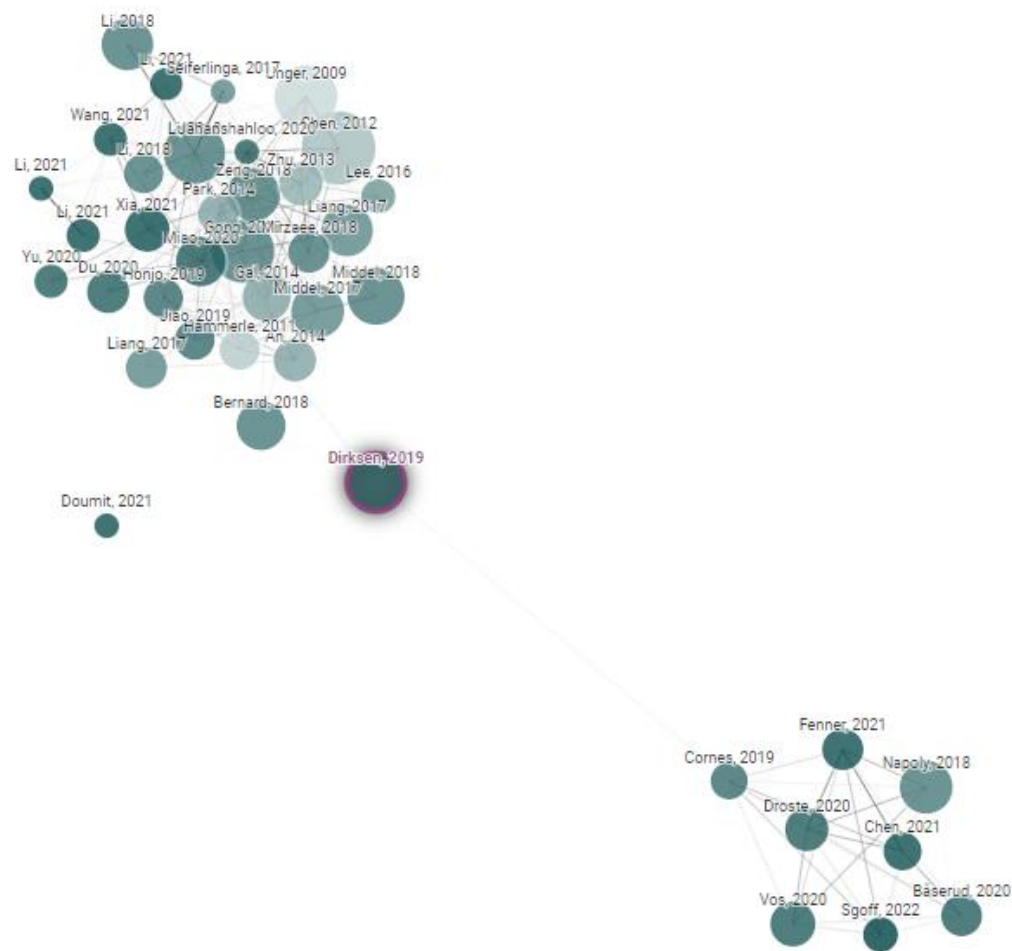 Li, 2018
Li, 2021
Seiferlinga, 2017
Unger, 2009
Wang, 2021
Jahanshahloo, 2020
Chen, 2012
Li, 2018
Zhu, 2013
Li, 2021
Zeng, 2018
Lee, 2016
Park, 2014
Li, 2021
Xia, 2021
Liang, 2017
Miao, 2020
Mirzaee, 2018
Yu, 2020
Du, 2020
Honjo, 2019
Gal, 2014
Middel, 2018
Middel, 2017
Jiao, 2019
Hammerle, 2011
Liang, 2017
An, 2014
Bernard, 2018
Dirksen, 2019
Doumit, 2021
Fenner, 2021
Cornes, 2019
Napoly, 2018
Droste, 2020
Chen, 2021
Vos, 2020
Sgoff, 2022
Båserud, 2020